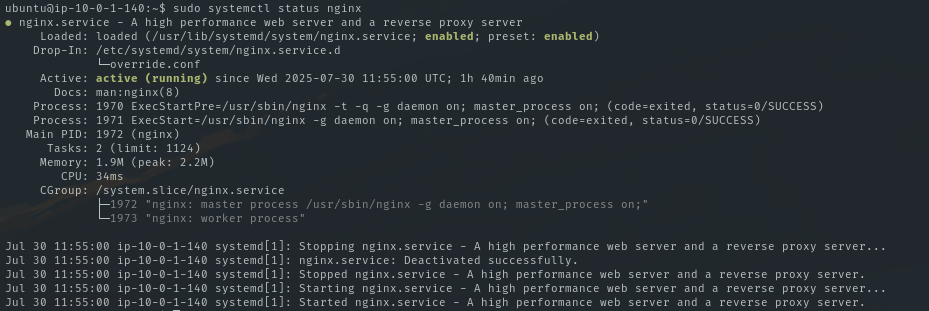 ubuntu@ip-10-0-1-140:~$ sudo systemctl status nginx
● nginx.service - A high performance web server and a reverse proxy server
     Loaded: loaded (/usr/lib/systemd/system/nginx.service; enabled; preset: enabled)
    Drop-In: /etc/systemd/system/nginx.service.d
             └─override.conf
     Active: active (running) since Wed 2025-07-30 11:55:00 UTC; 1h 40min ago
       Docs: man:nginx(8)
    Process: 1970 ExecStartPre=/usr/sbin/nginx -t -q -g daemon on; master_process on; (code=exited, status=0/SUCCESS)
    Process: 1971 ExecStart=/usr/sbin/nginx -g daemon on; master_process on; (code=exited, status=0/SUCCESS)
   Main PID: 1972 (nginx)
      Tasks: 2 (limit: 1124)
     Memory: 1.9M (peak: 2.2M)
        CPU: 34ms
     CGroup: /system.slice/nginx.service
             ├─1972 "nginx: master process /usr/sbin/nginx -g daemon on; master_process on;"
             └─1973 "nginx: worker process"

Jul 30 11:55:00 ip-10-0-1-140 systemd[1]: Stopping nginx.service - A high performance web server and a reverse proxy server...
Jul 30 11:55:00 ip-10-0-1-140 systemd[1]: nginx.service: Deactivated successfully.
Jul 30 11:55:00 ip-10-0-1-140 systemd[1]: Stopped nginx.service - A high performance web server and a reverse proxy server.
Jul 30 11:55:00 ip-10-0-1-140 systemd[1]: Starting nginx.service - A high performance web server and a reverse proxy server...
Jul 30 11:55:00 ip-10-0-1-140 systemd[1]: Started nginx.service - A high performance web server and a reverse proxy server.